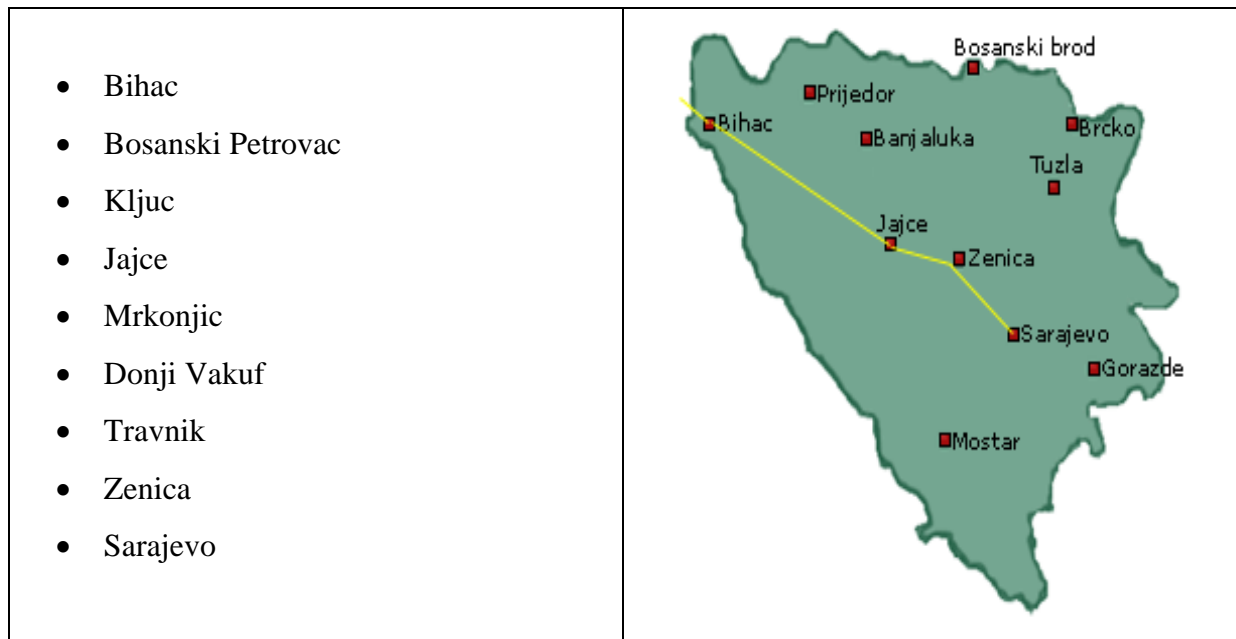 • Bihac
• Bosanski Petrovac
• Kljuc
• Jajce
• Mrkonjic
• Donji Vakuf
• Travnik
• Zenica
• Sarajevo
Bosanski brod
Prijedor
Bihac
Banjaluka
Brcko
Tuzla
Jajce
Zenica
Sarajevo
Gorazde
Mostar